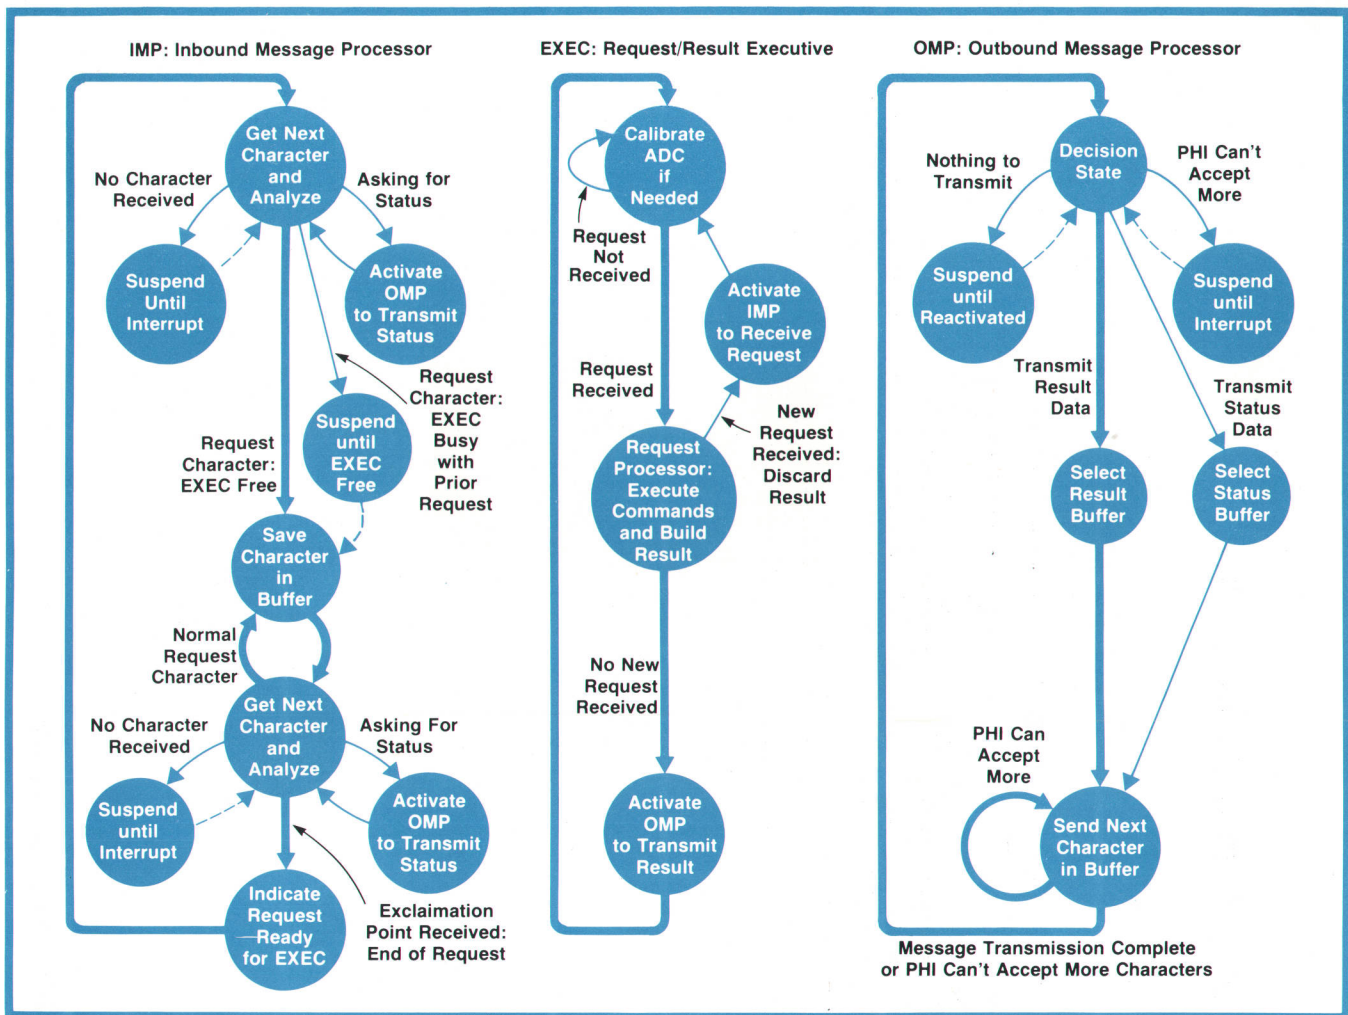 IMP: Inbound Message Processor
Get Next
Character
and
Analyze
No Character
Received
Asking for
Status
Suspend
Until
Interrupt
Activate
OMP
to Transmit
Status
Request
Character:
EXEC
Busy
with
Prior
Request
Suspend
until
EXEC
Free
Request
Character:
EXEC Free
Save
Character
in
Buffer
Normal
Request
Character
Get Next
Character
and
Analyze
No Character
Received
Asking For
Status
Suspend
until
Interrupt
Activate
OMP
to Transmit
Status
Indicate
Request
Ready
for EXEC
Exclaimation
Point Received:
End of Request
EXEC: Request/Result Executive
Calibrate
ADC
if
Needed
Request
Not
Received
Activate
IMP
to Receive
Request
Request
Received
New
Request
Received:
Discard
Result
Request
Processor:
Execute
Commands
and Build
Result
No New
Request
Received
Activate
OMP
to Transmit
Result
OMP: Outbound Message Processor
Decision
State
Nothing to
Transmit
PHI Can't
Accept
More
Suspend
until
Reactivated
Suspend
until
Interrupt
Transmit
Result
Data
Transmit
Status
Data
Select
Result
Buffer
Select
Status
Buffer
PHI Can
Accept
More
Send Next
Character
in Buffer
Message Transmission Complete
or PHI Can't Accept More Characters